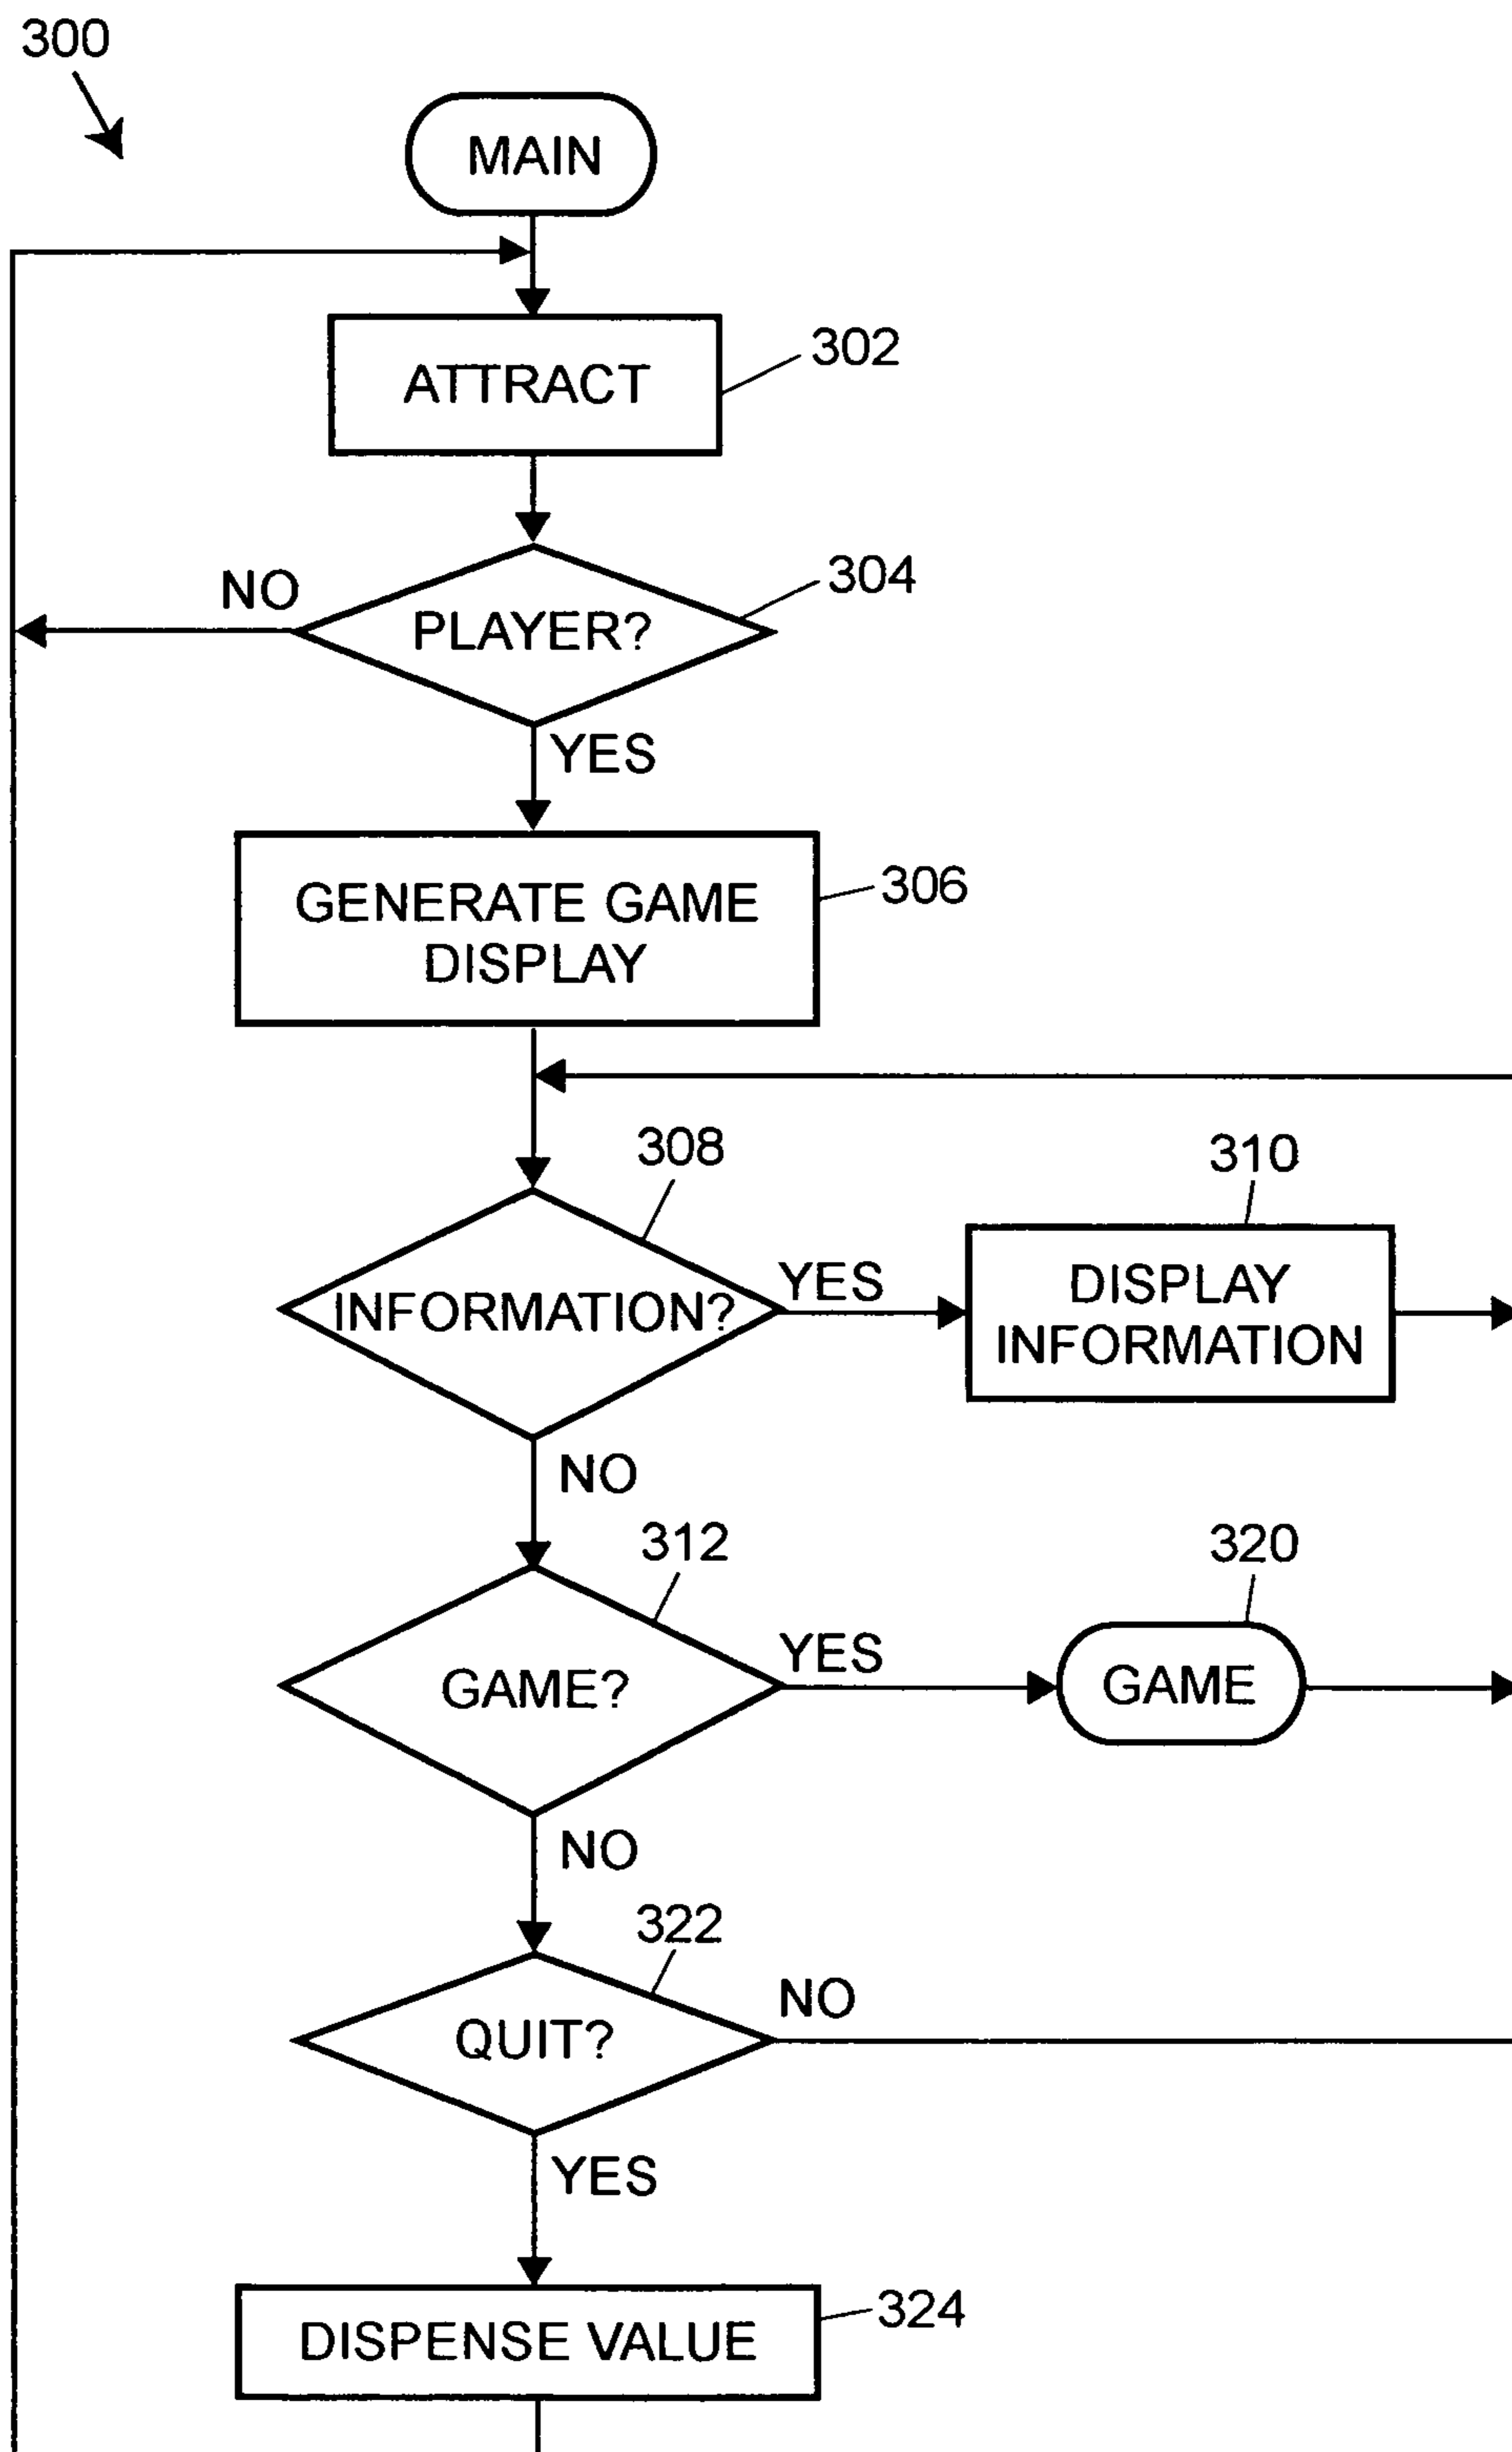 300
MAIN
ATTRACT
302
NO
PLAYER?
304
YES
GENERATE GAME
DISPLAY
306
308
310
INFORMATION?
YES
DISPLAY
INFORMATION
NO
312
320
GAME?
YES
GAME
NO
322
QUIT?
NO
YES
DISPENSE VALUE
324